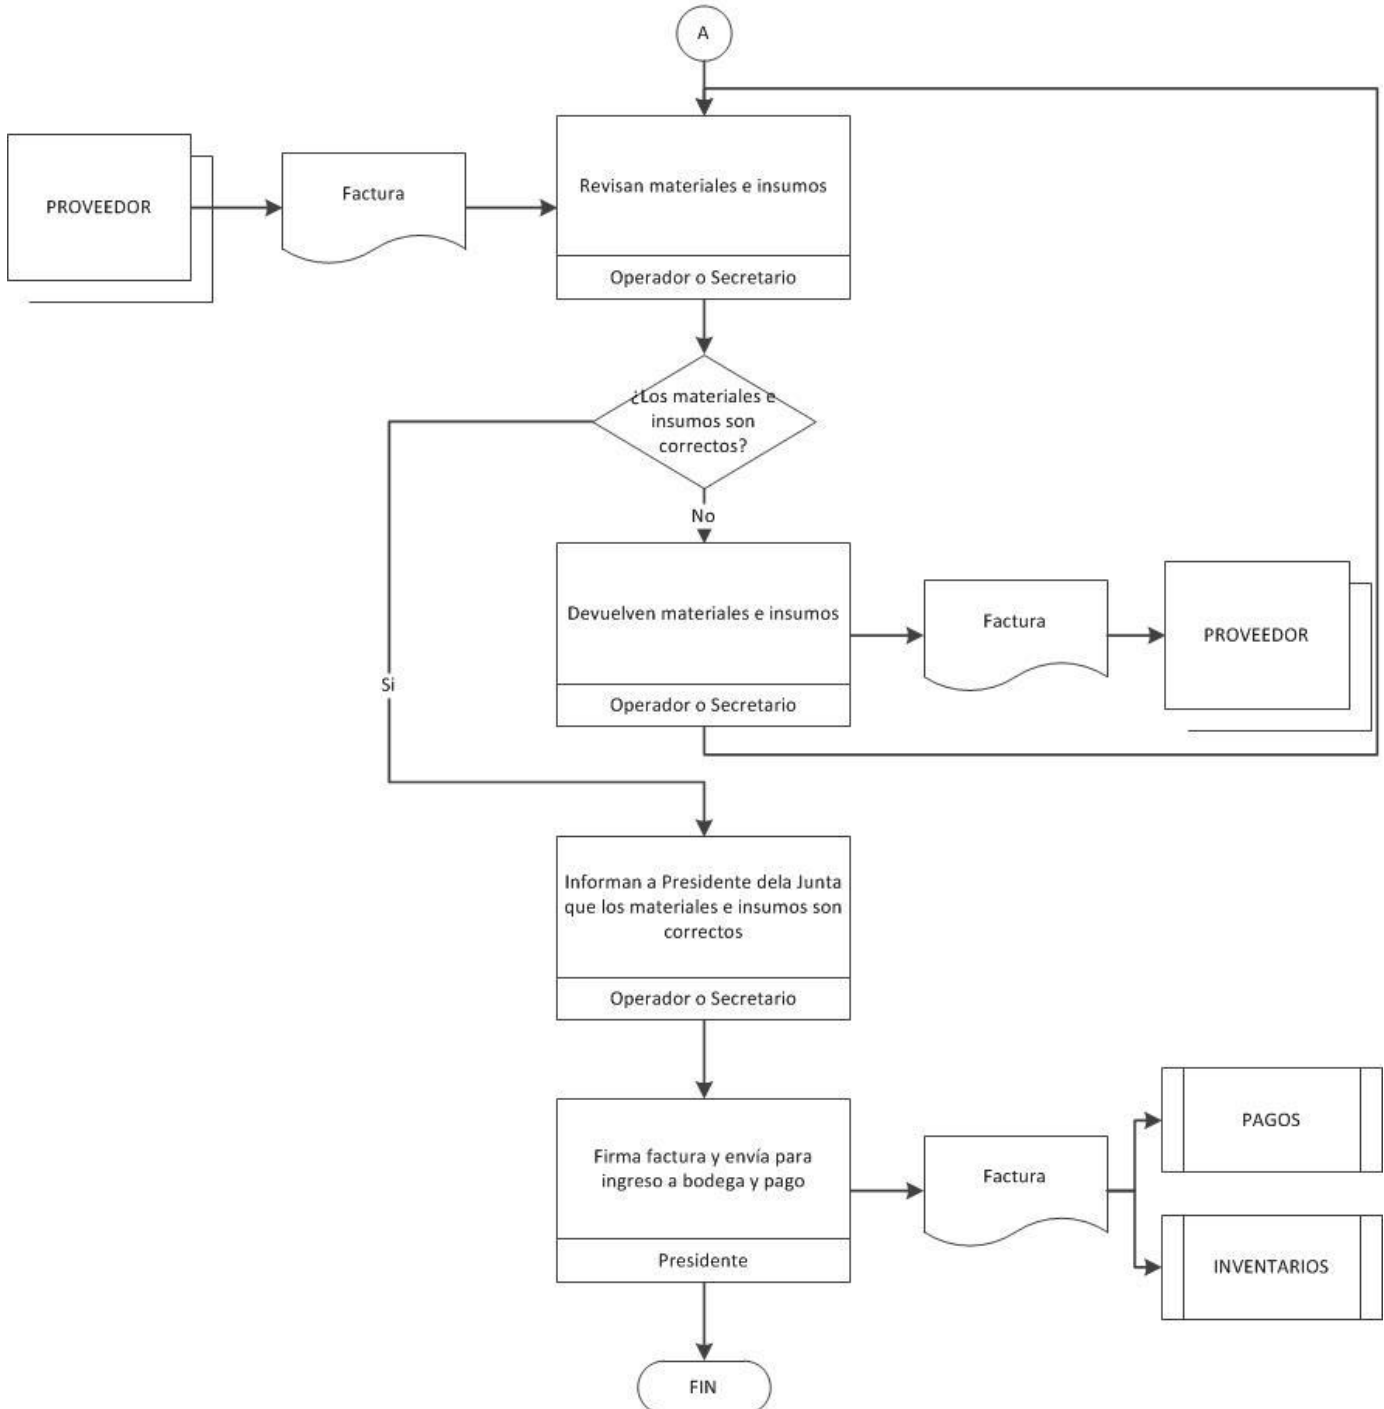 A
PROVEEDOR
Factura
Revisan materiales e insumos
Operador o Secretario
¿Los materiales e
insumos son
correctos?
No
Devuelven materiales e insumos
Operador o Secretario
Factura
PROVEEDOR
Si
Informan a Presidente dela Junta
que los materiales e insumos son
correctos
Operador o Secretario
Firma factura y envía para
ingreso a bodega y pago
Presidente
Factura
PAGOS
INVENTARIOS
FIN